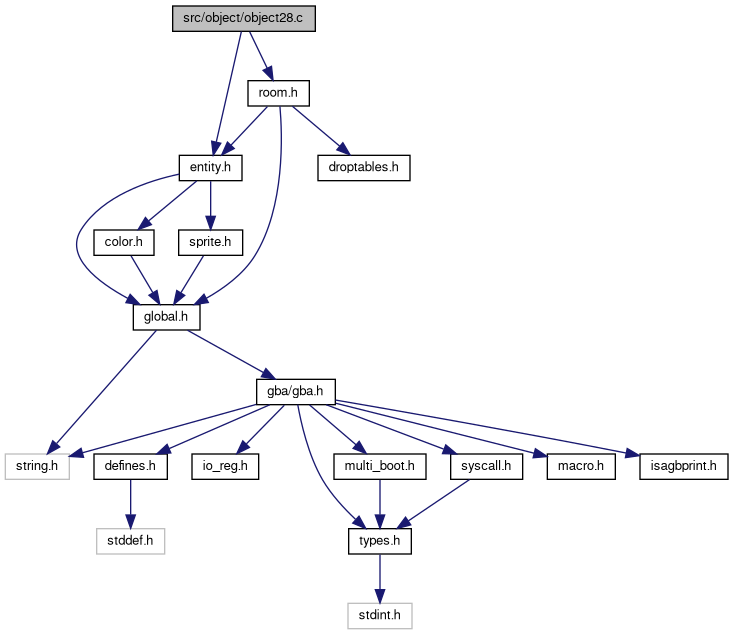 src/object/object28.c
room.h
entity.h
droptables.h
color.h
sprite.h
global.h
gba/gba.h
string.h
defines.h
io_reg.h
multi_boot.h
syscall.h
macro.h
isagbprint.h
stddef.h
types.h
stdint.h